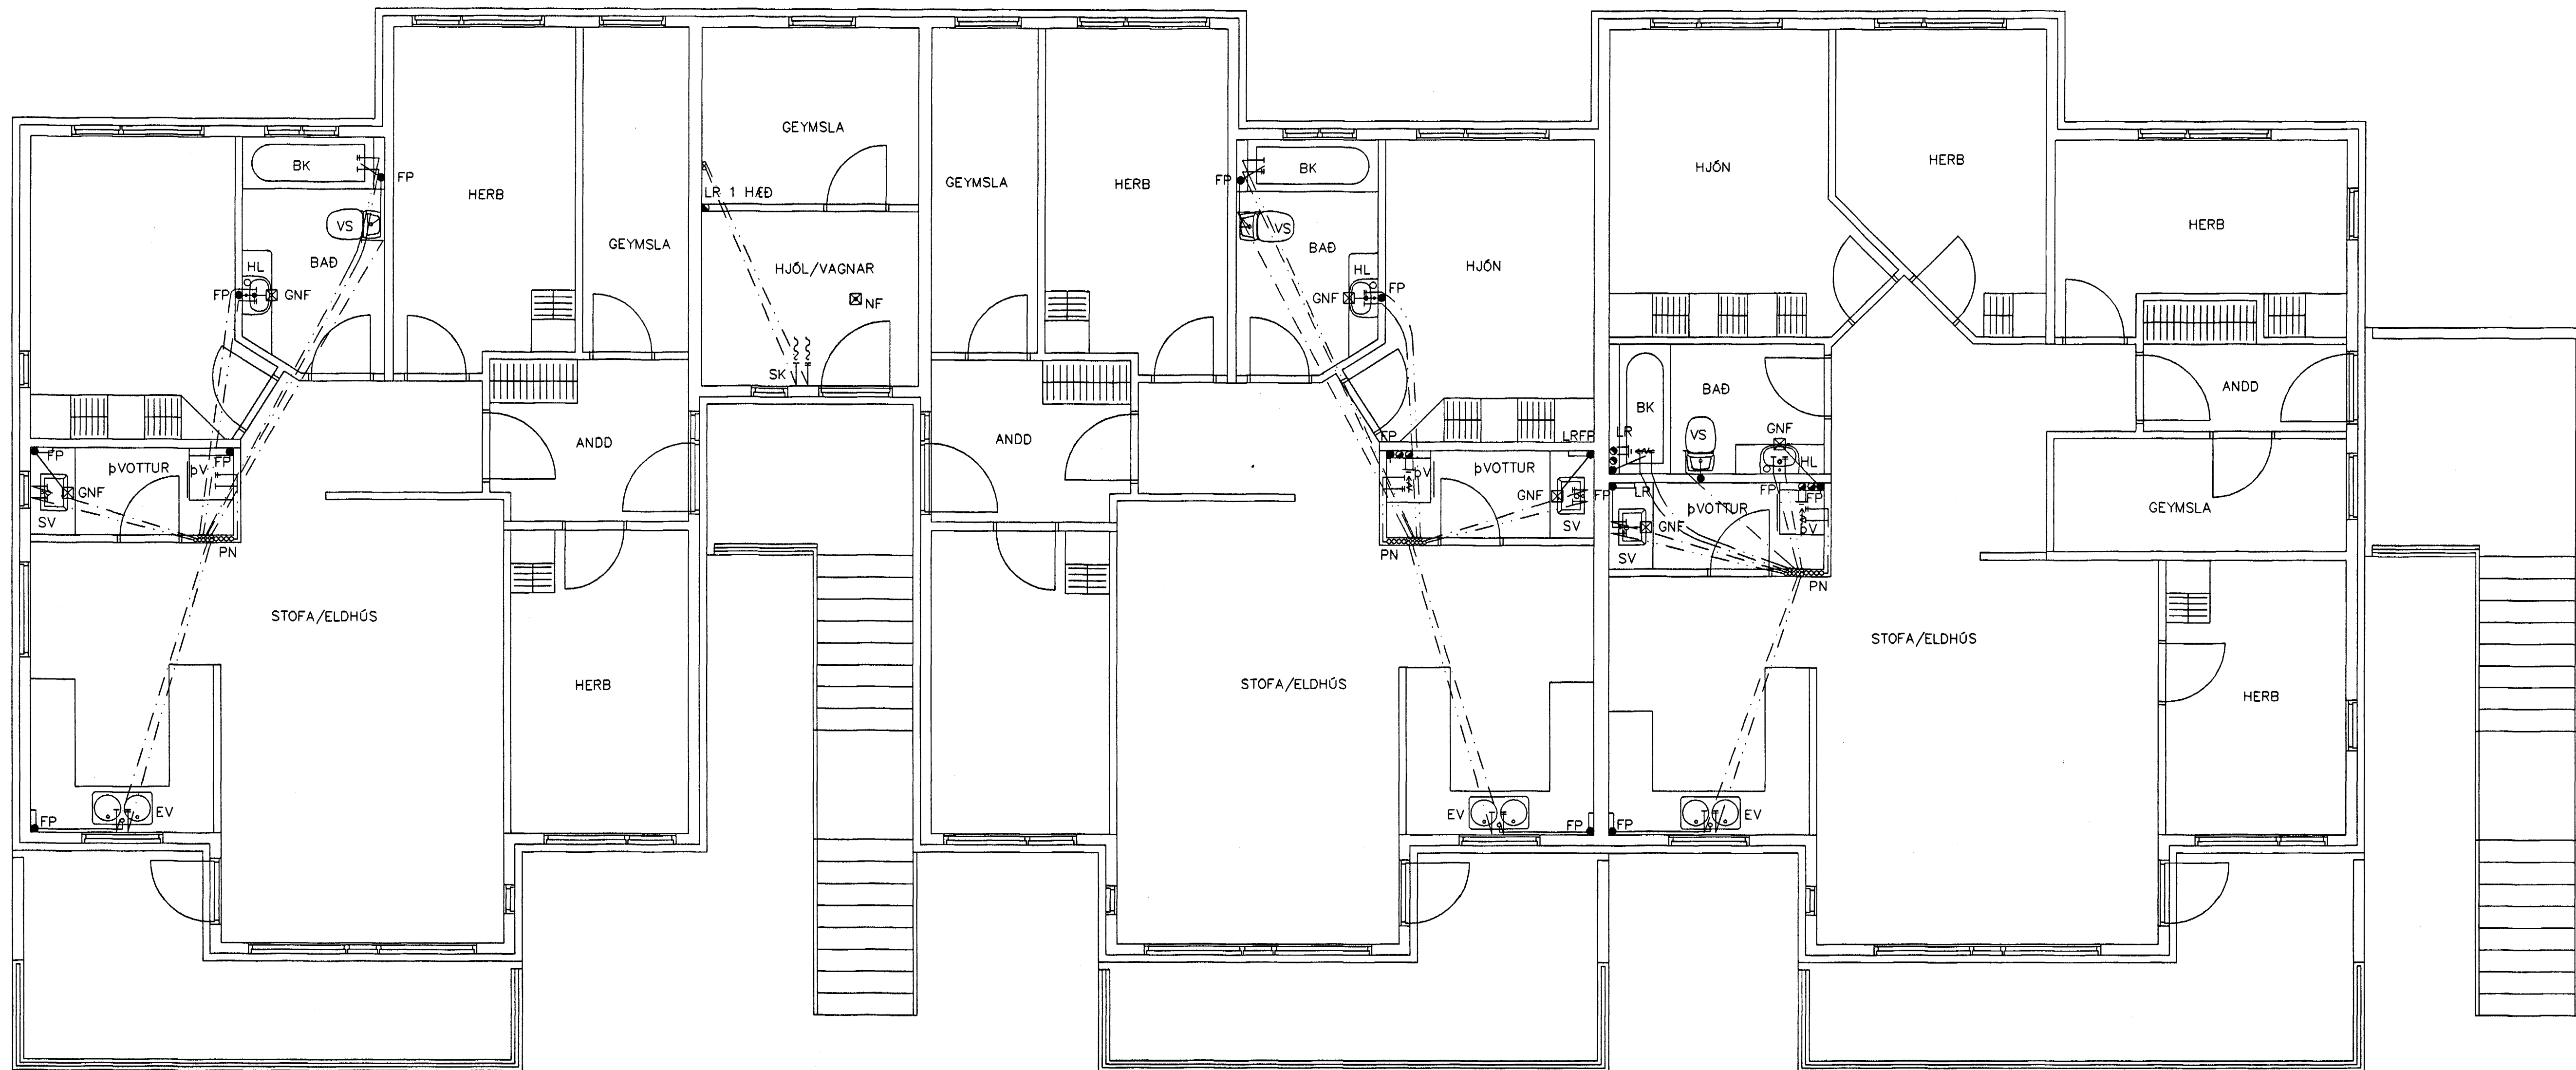 BK
FP
HERB
GEYMSLA
LR 1 HÆÐ
GEYMSLA
HERB
FP
BK
HJÓN
HERB
VS
BAÐ
GEYMSLA
HJÓL/VAGNAR
VS
BAÐ
HERB
HL
FP
GNF
NF
HL
GNF
FP
HJÓN
SK
ANDD
ANDD
BK
LR
VS
BAÐ
GNF
HL
ANDD
FP
ÞVOTTUR
ÞV
FP
GNF
SV
PN
FP
ÞV
ÞVOTTUR
LRFP
GNF
FP
SV
PN
LR
FP
FP
ÞVOTTUR
GNF
ÞV
SV
PN
GEYMSLA
STOFA/ELDHÚS
HERB
STOFA/ELDHÚS
STOFA/ELDHÚS
HERB
FP
EV
EV
FP
FP
EV